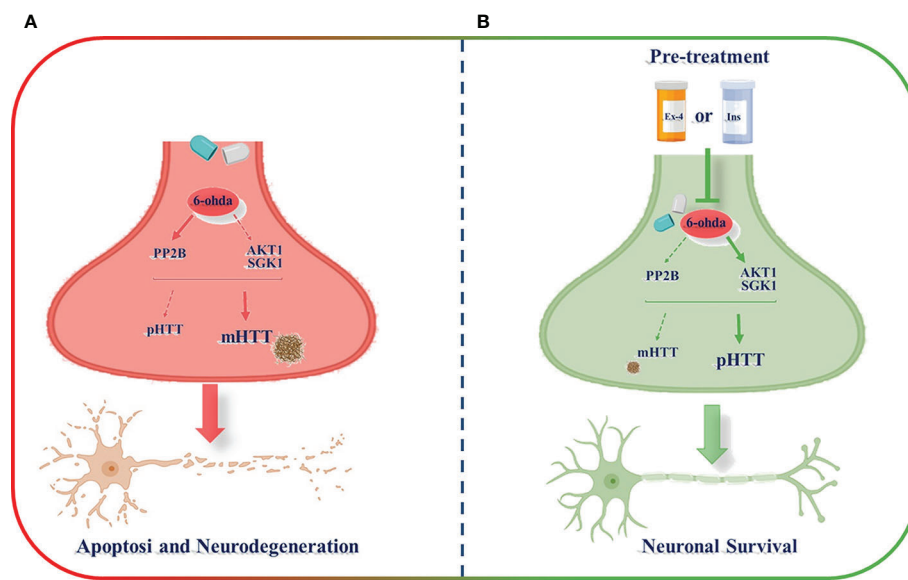 A
6-ohda
PP2B
AKT1
SGK1
pHTT
mHTT
Apoptosi and Neurodegeneration
B
Pre-treatment
Ex-4 or Ins
6-ohda
PP2B
AKT1
SGK1
mHTT
pHTT
Neuronal Survival